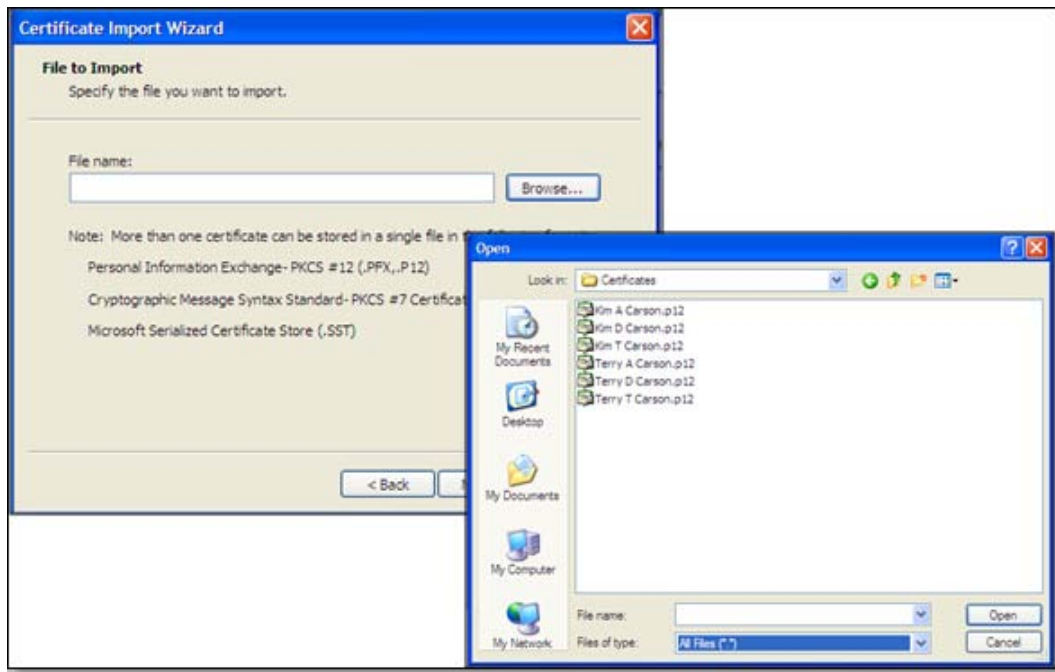 Certificate Import Wizard
File to Import
Specify the file you want to import.
File name:
Browse...
Note: More than one certificate can be stored in a single file in
Personal Information Exchange- PKCS #12 (.PFX,.P12)
Cryptographic Message Syntax Standard- PKCS #7 Certificat
Microsoft Serialized Certificate Store (.SST)
< Back
Open
Look in:
Certificates
My Recent
Documents
Desktop
My Documents
My Computer
My Network
Kim A Carson.p12
Kim D Carson.p12
Kim T Carson.p12
Terry A Carson.p12
Terry D Carson.p12
Terry T Carson.p12
File name:
Open
Files of type:
All Files (*.*)
Cancel